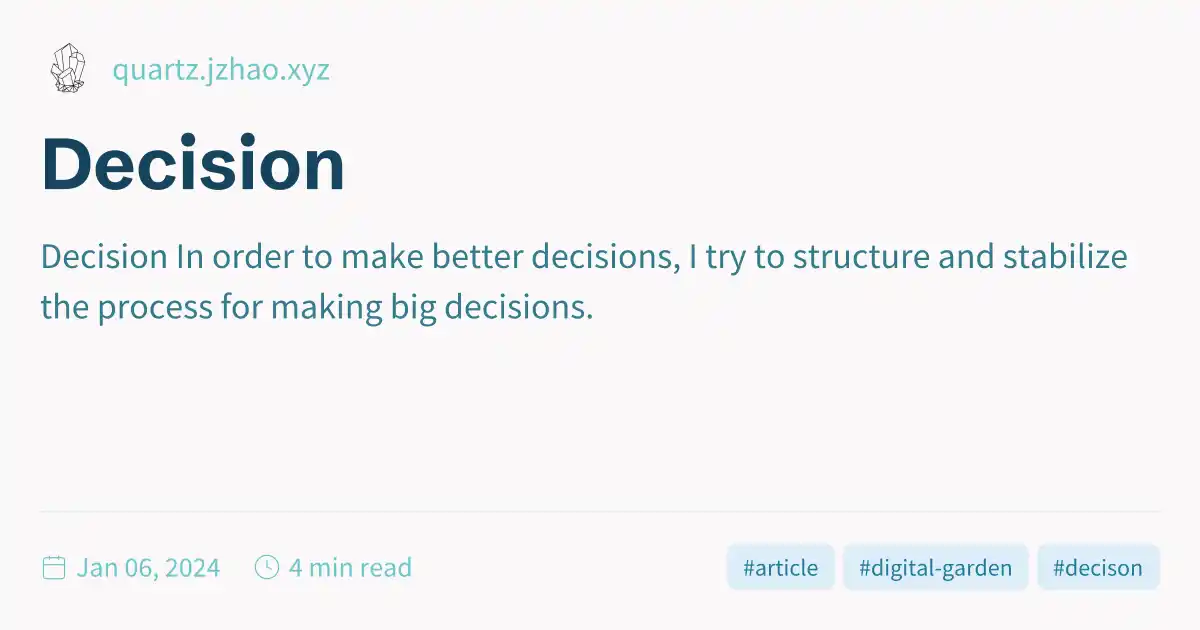 quartz.jzhao.xyz
Decision
Decision In order to make better decisions, I try to structure and stabilize
the process for making big decisions.
Jan 06, 2024 4 min read #article #digital-garden #decison